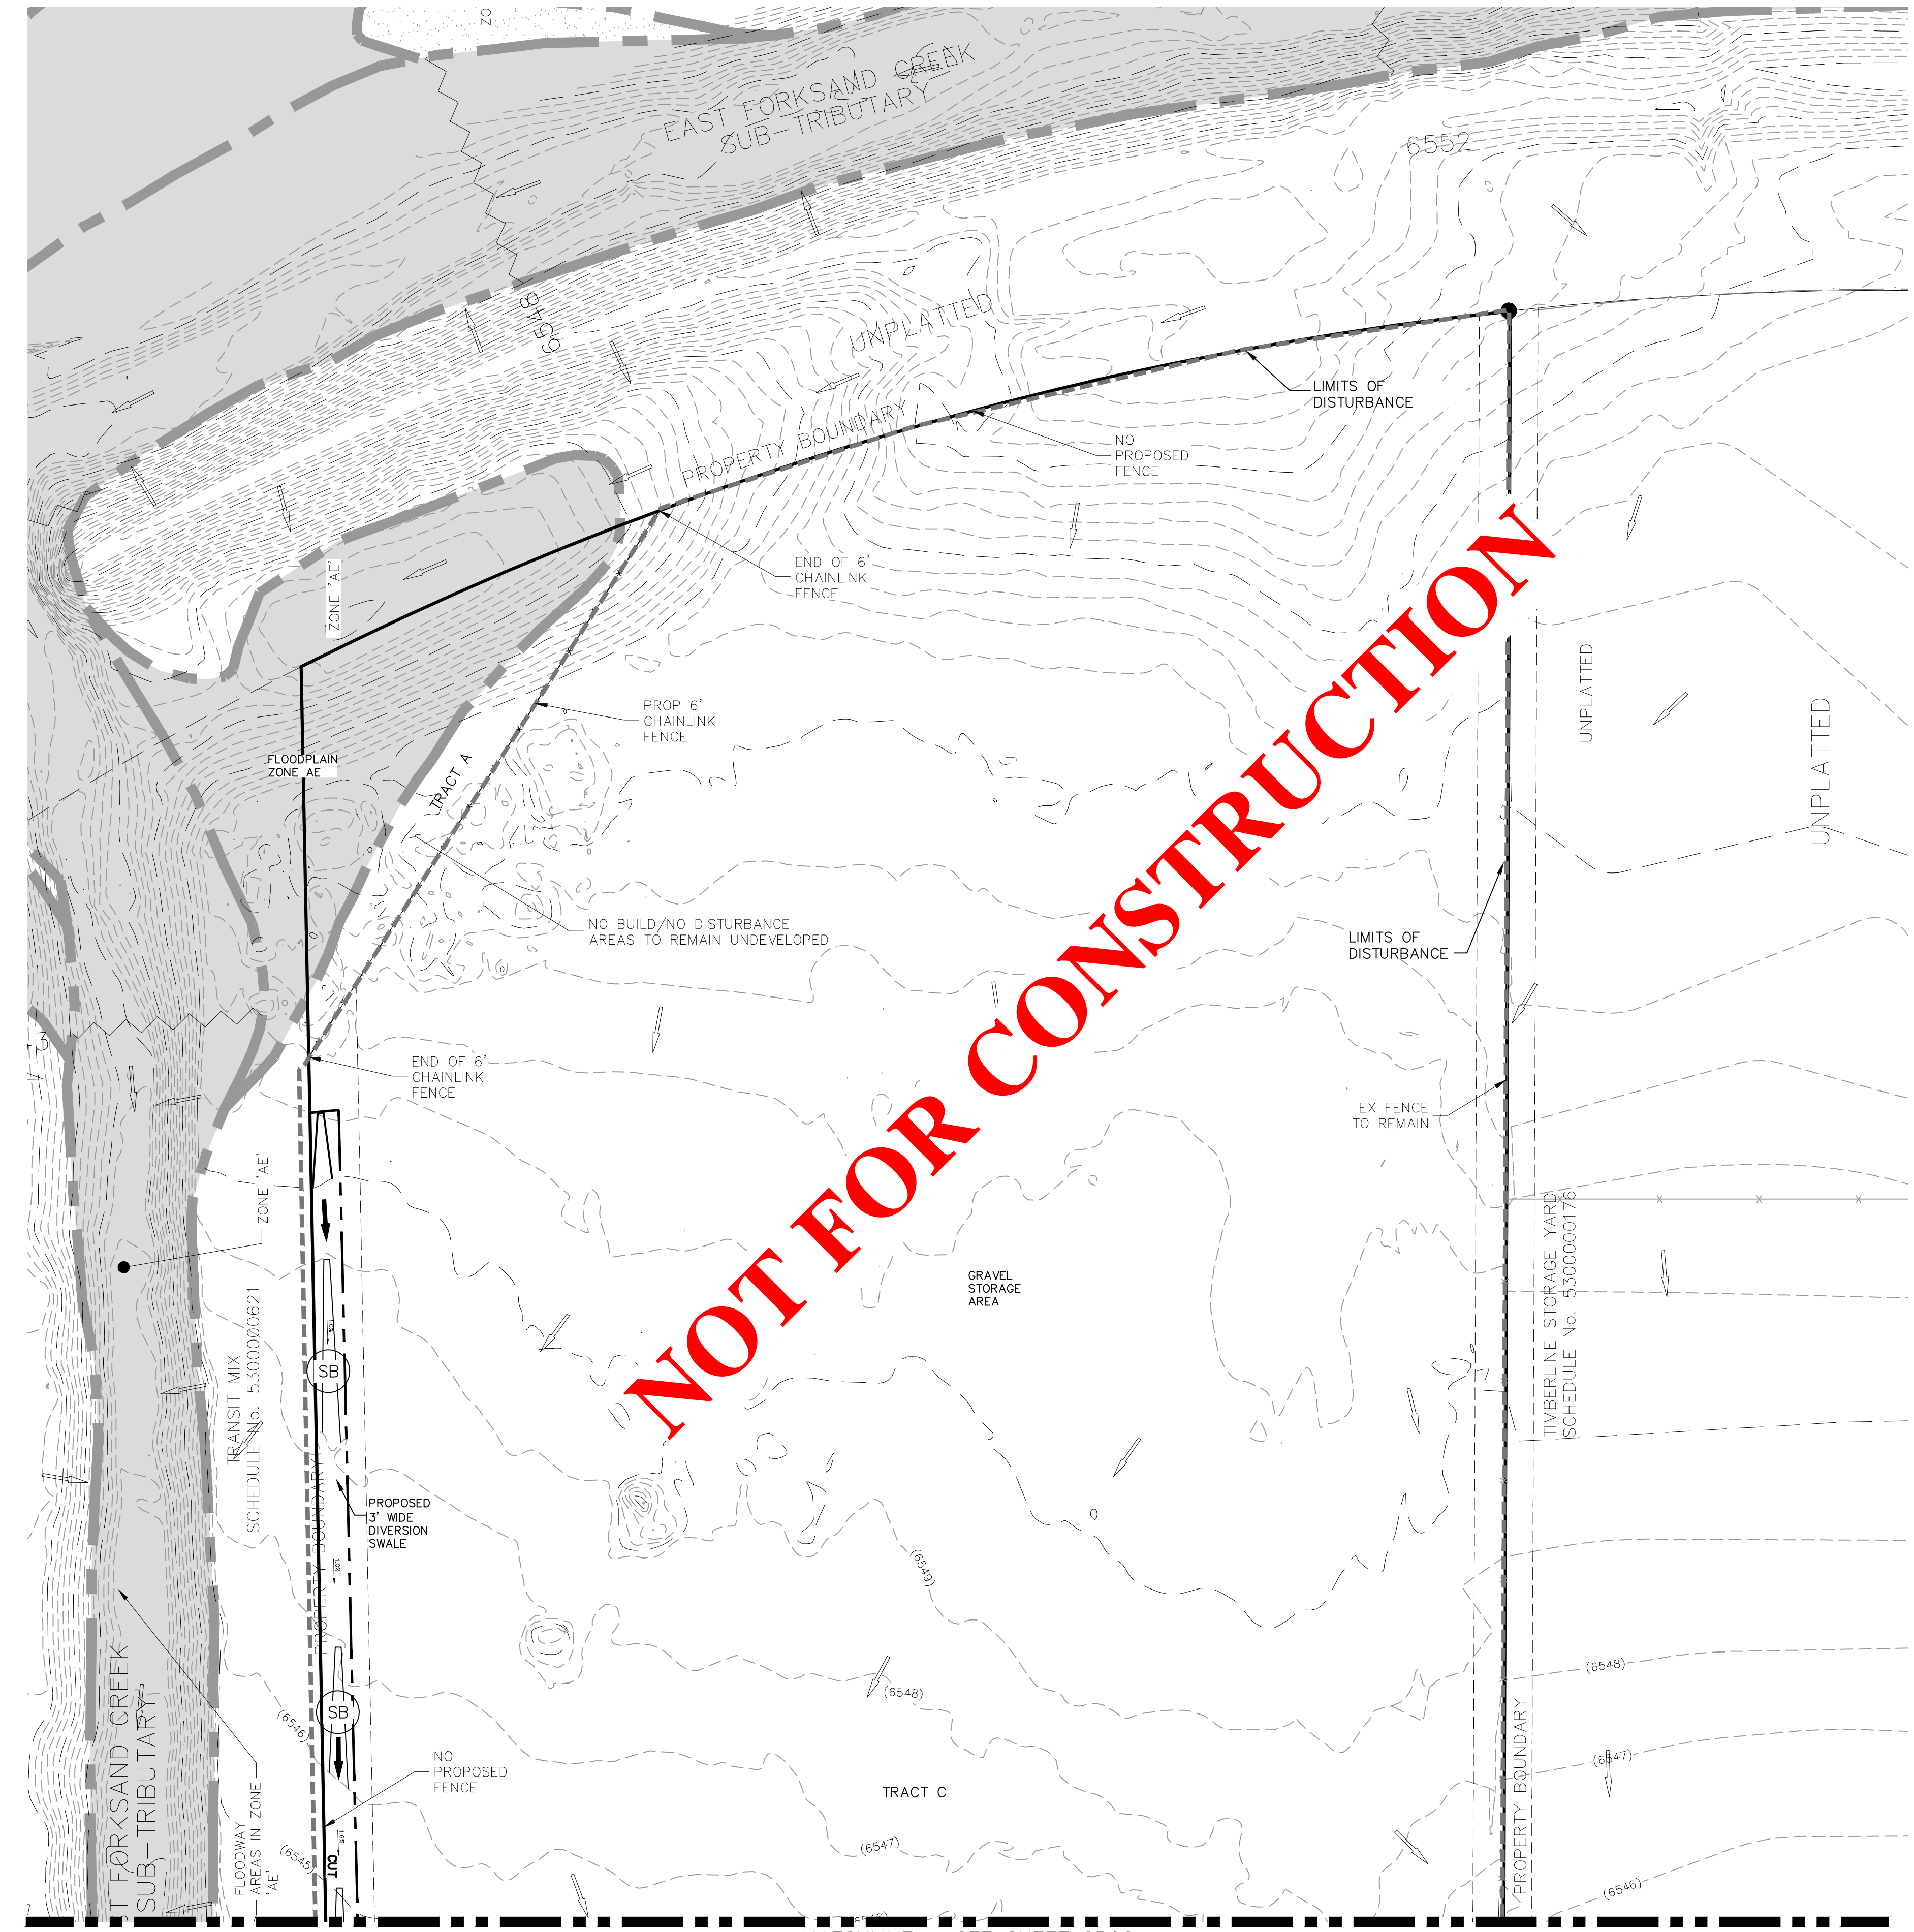 ZO
EAST FORKSAND CREEK
SUB-TRIBUTARY
6552
6548
UNPLATTED
PROPERTY BOUNDARY
LIMITS OF
DISTURBANCE
NO
PROPOSED
FENCE
END OF 6'
CHAINLINK
FENCE
ZONE 'AE'
PROP 6'
CHAINLINK
FENCE
FLOODPLAIN
ZONE AE
TRACT A
UNPLATTED
UNPLATTED
NO BUILD/NO DISTURBANCE
AREAS TO REMAIN UNDEVELOPED
LIMITS OF
DISTURBANCE
NOT FOR CONSTRUCTION
END OF 6'
CHAINLINK
FENCE
EX FENCE
TO REMAIN
ZONE 'AE'
GRAVEL
STORAGE
AREA
TIMBERLINE STORAGE YARD
SCHEDULE No. 5300000176
TRANSIT MIX
SCHEDULE No. 5300000621
1.0%
SB
PROPERTY BOUNDARY
PROPOSED
3' WIDE
DIVERSION
SWALE
1.0%
(6549)
(6548)
(6548)
SB
(6546)
NO
PROPOSED
FENCE
TRACT C
(6547)
(6547)
PROPERTY BOUNDARY
T FORKSAND CREEK
SUB-TRIBUTARY
FLOODWAY
AREAS IN ZONE
'AE'
(6545)
CUT
(6546)